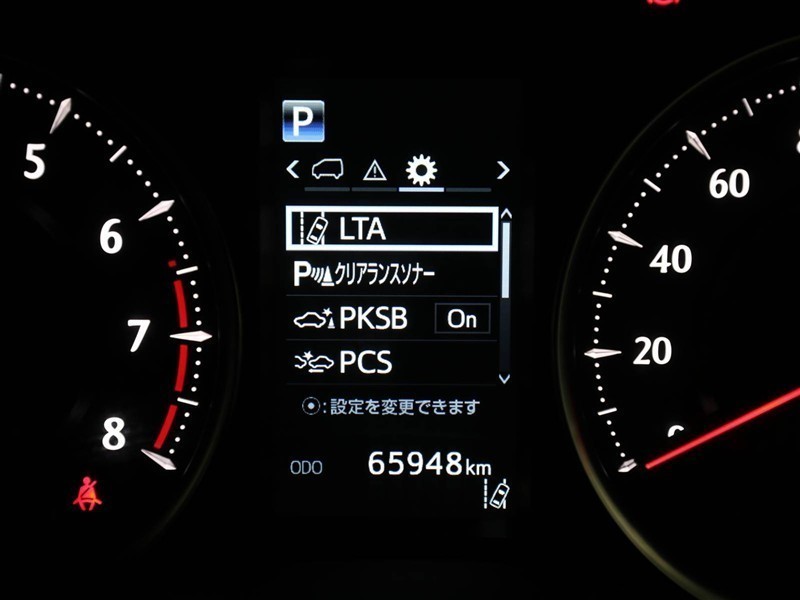 P
5
6
7
8
LTA
Pクリアランスソナー
PKSB On
PCS
:設定を変更できます
ODO 65948km
60
40
20